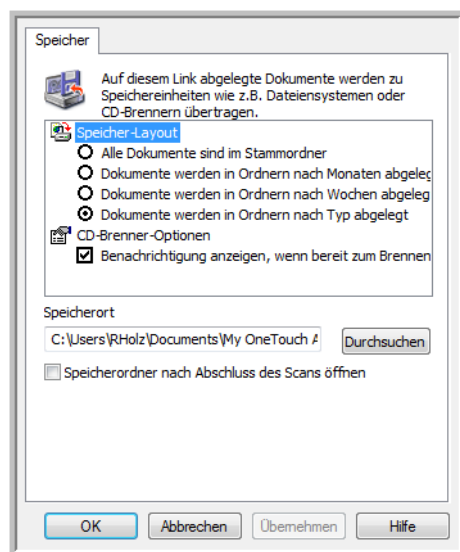 Speicher
Auf diesem Link abgelegte Dokumente werden zu
Speichereinheiten wie z.B. Dateiensystemen oder
CD-Brennern übertragen.
Speicher-Layout
Alle Dokumente sind im Stammordner
Dokumente werden in Ordnern nach Monaten abgeleg
Dokumente werden in Ordnern nach Wochen abgeleg
Dokumente werden in Ordnern nach Typ abgelegt
CD-Brenner-Optionen
Benachrichtigung anzeigen, wenn bereit zum Brennen
Speicherort
C:\Users\RHolz\Documents\My OneTouch A
Durchsuchen
Speicherordner nach Abschluss des Scans öffnen
OK Abbrechen Übernehmen Hilfe